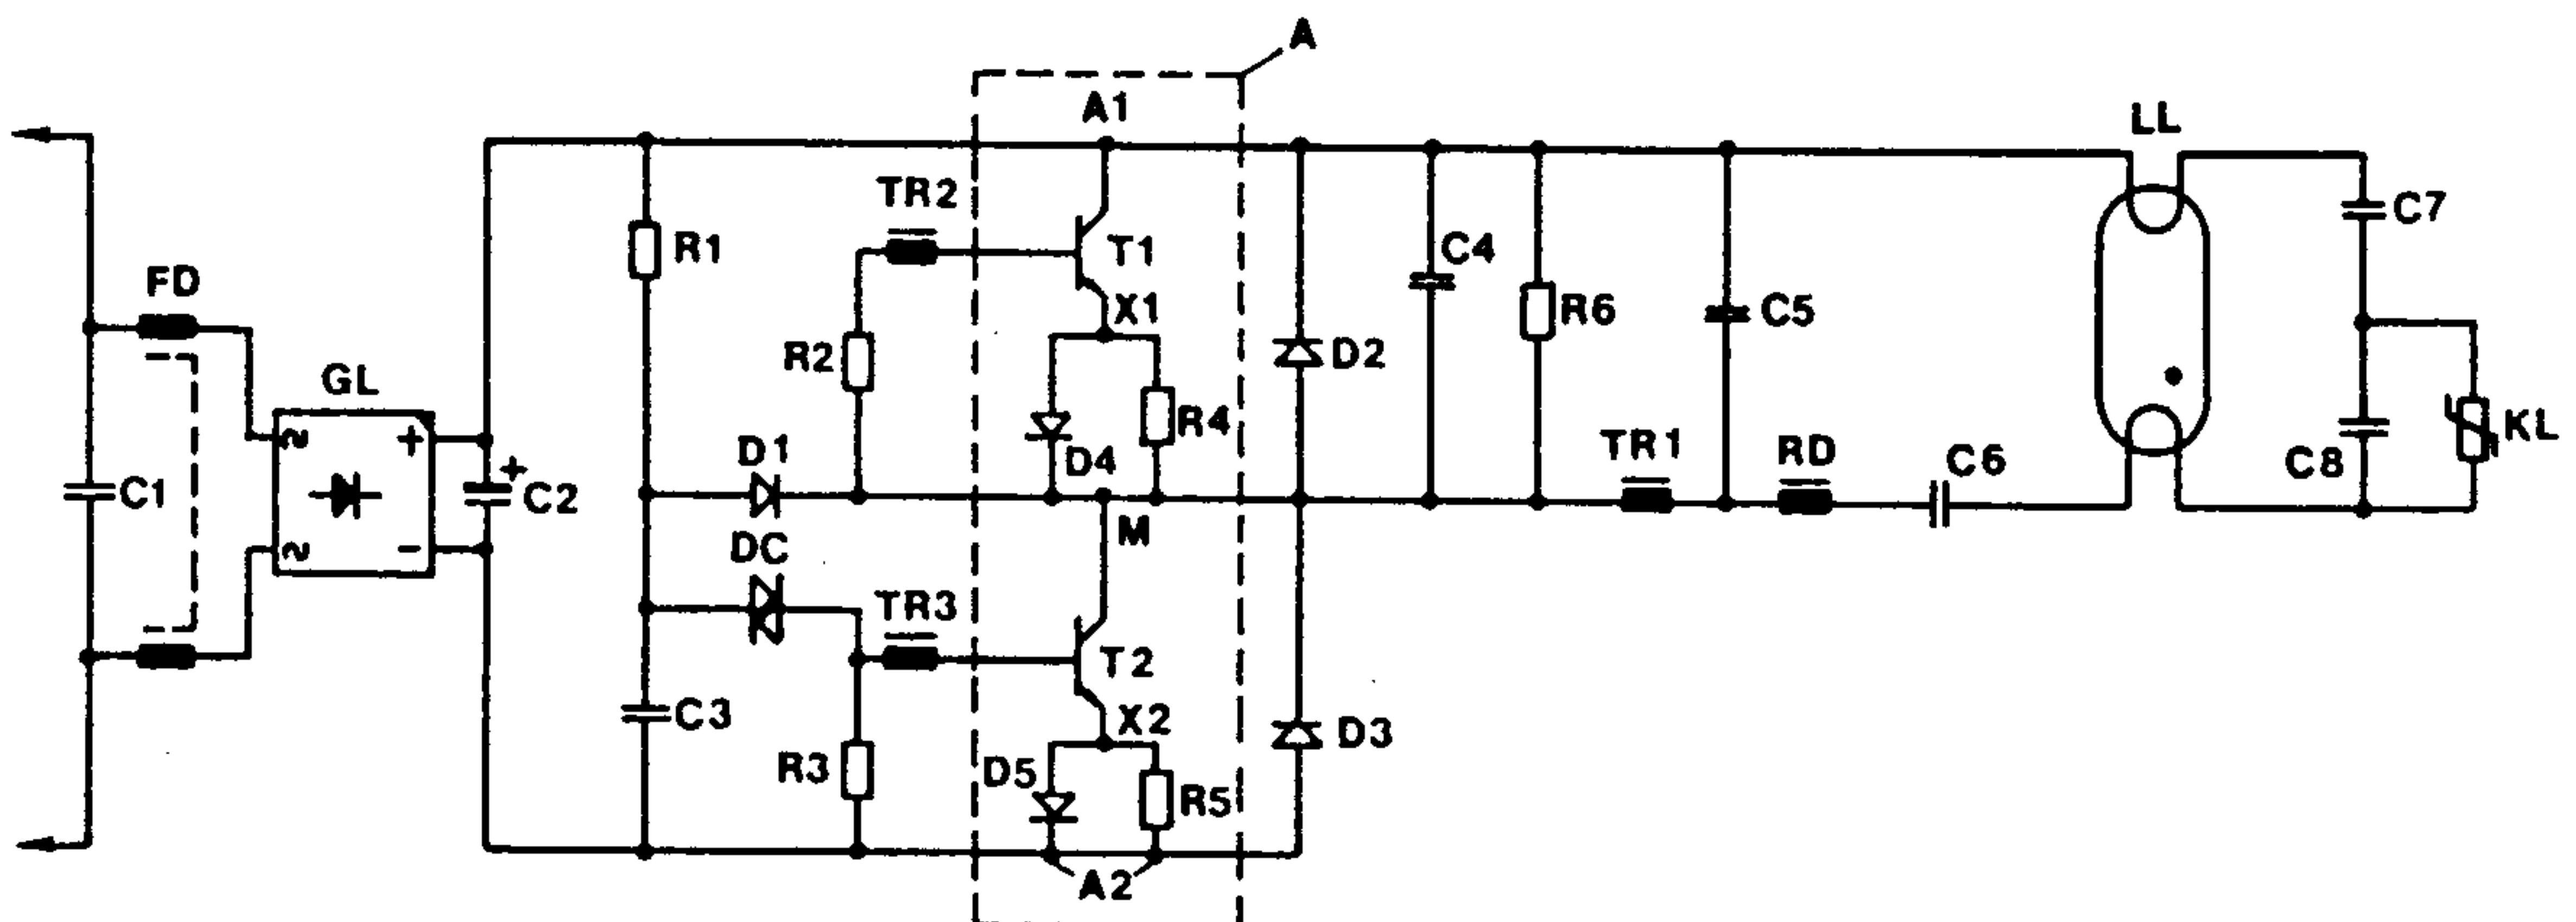 A
A1
LL
TR2
C7
R1
T1
C4
FD
X1
R6
C5
R2
D2
GL
+
R4
KL
D1
D4
TR1
RD
C6
C8
C1
+
C2
M
DC
−
TR3
T2
C3
X2
D3
R3
D5
R5
A2